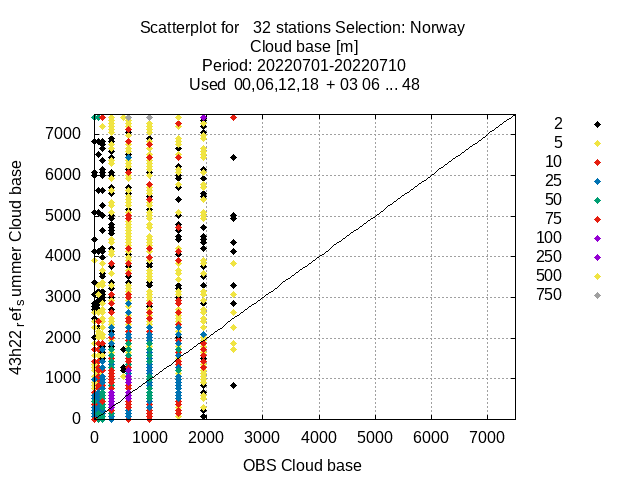 Scatterplot for 32 stations Selection: Norway
Cloud base [m]
Period: 20220701-20220710
Used 00,06,12,18 + 03 06 ... 48
43h22_ref_summer Cloud base
7000
6000
5000
4000
3000
2000
1000
0
0 1000 2000 3000 4000 5000 6000 7000
OBS Cloud base
2
5
10
25
50
75
100
250
500
750